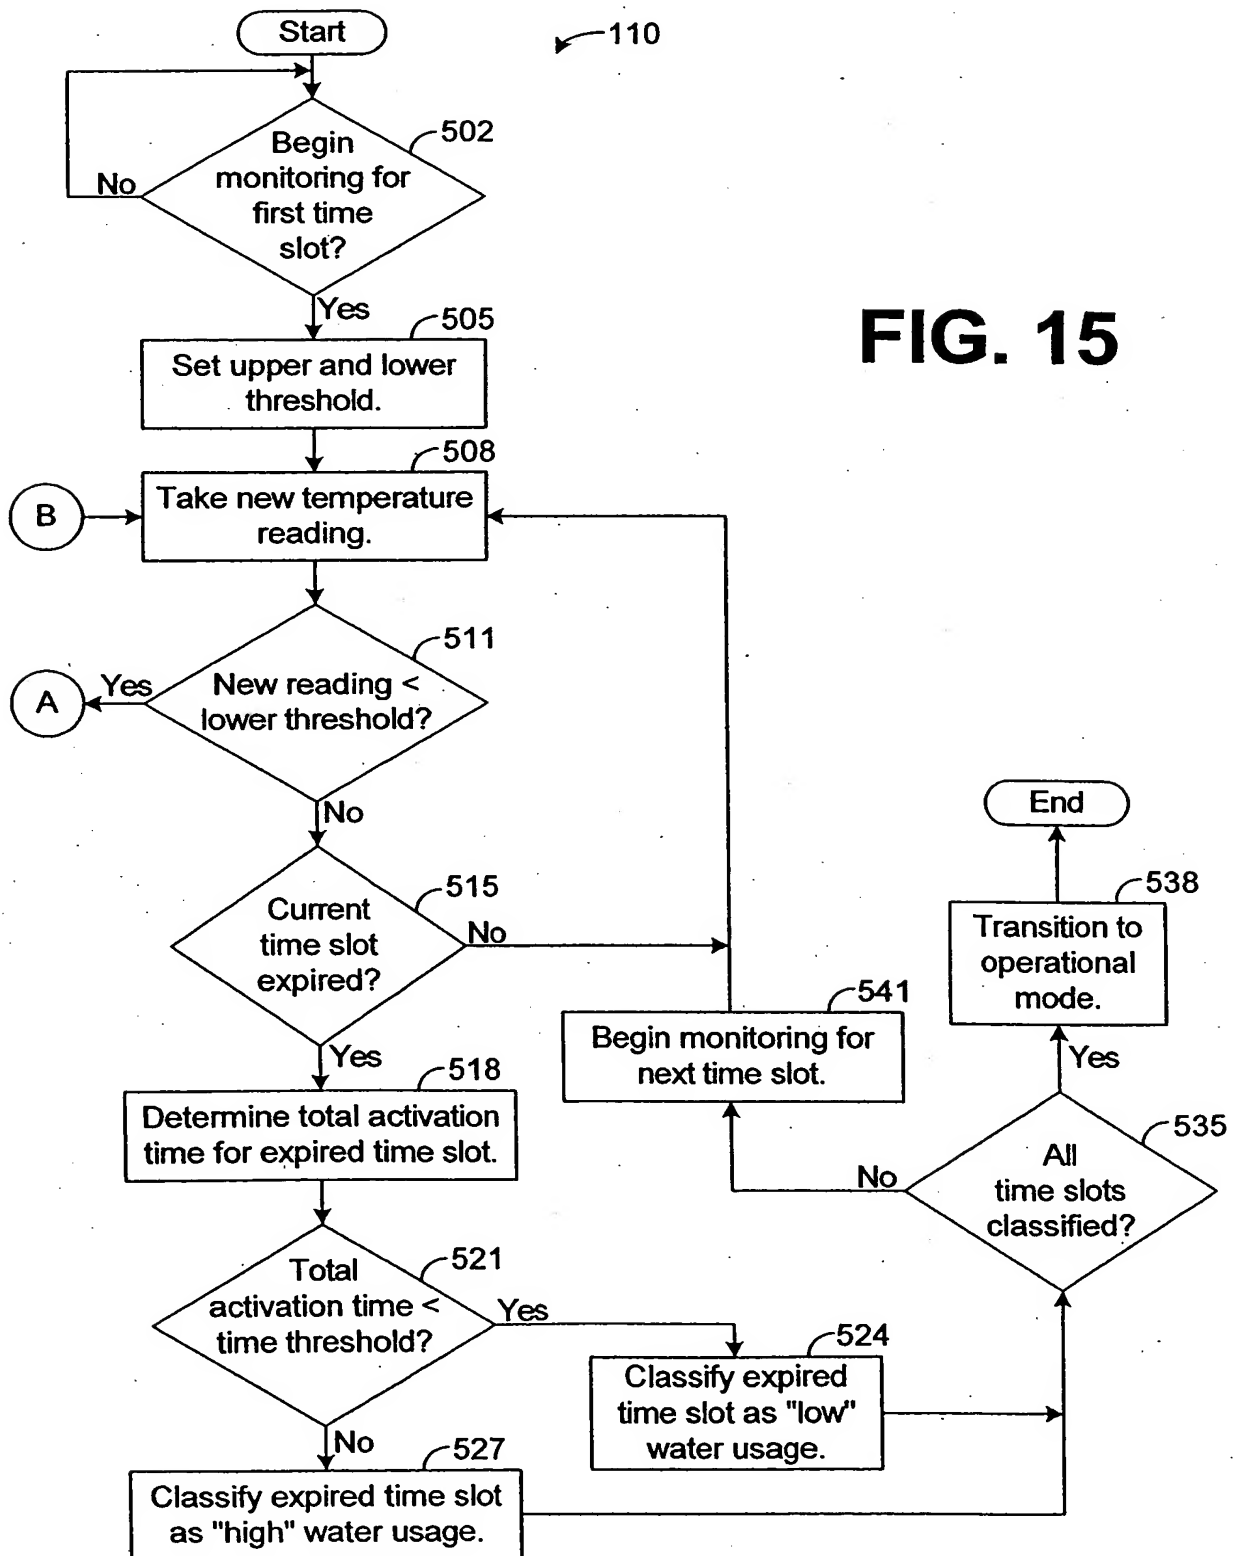 Start
110
502
Begin
monitoring for
first time
slot?
No
Yes
505
Set upper and lower
threshold.
FIG. 15
508
B
Take new temperature
reading.
511
A
Yes
New reading <
lower threshold?
No
515
Current
time slot
expired?
No
Yes
518
Determine total activation
time for expired time slot.
521
Total
activation time <
time threshold?
Yes
524
Classify expired
time slot as "low"
water usage.
No
527
Classify expired time slot
as "high" water usage.
End
538
Transition to
operational
mode.
Yes
541
Begin monitoring for
next time slot.
535
All
time slots
classified?
No